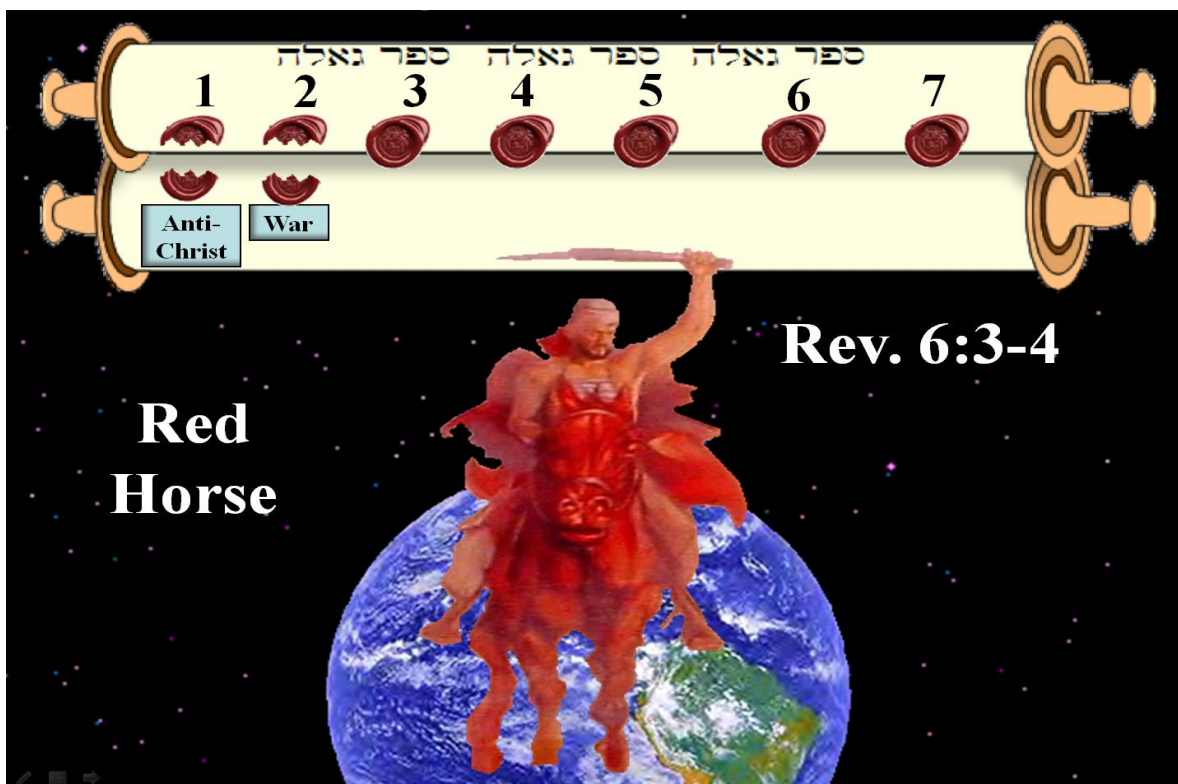 ספר גאלה ספר גאלה ספר גאלה
1 2 3 4 5 6 7
Anti-
Christ
War
Rev. 6:3-4
Red
Horse